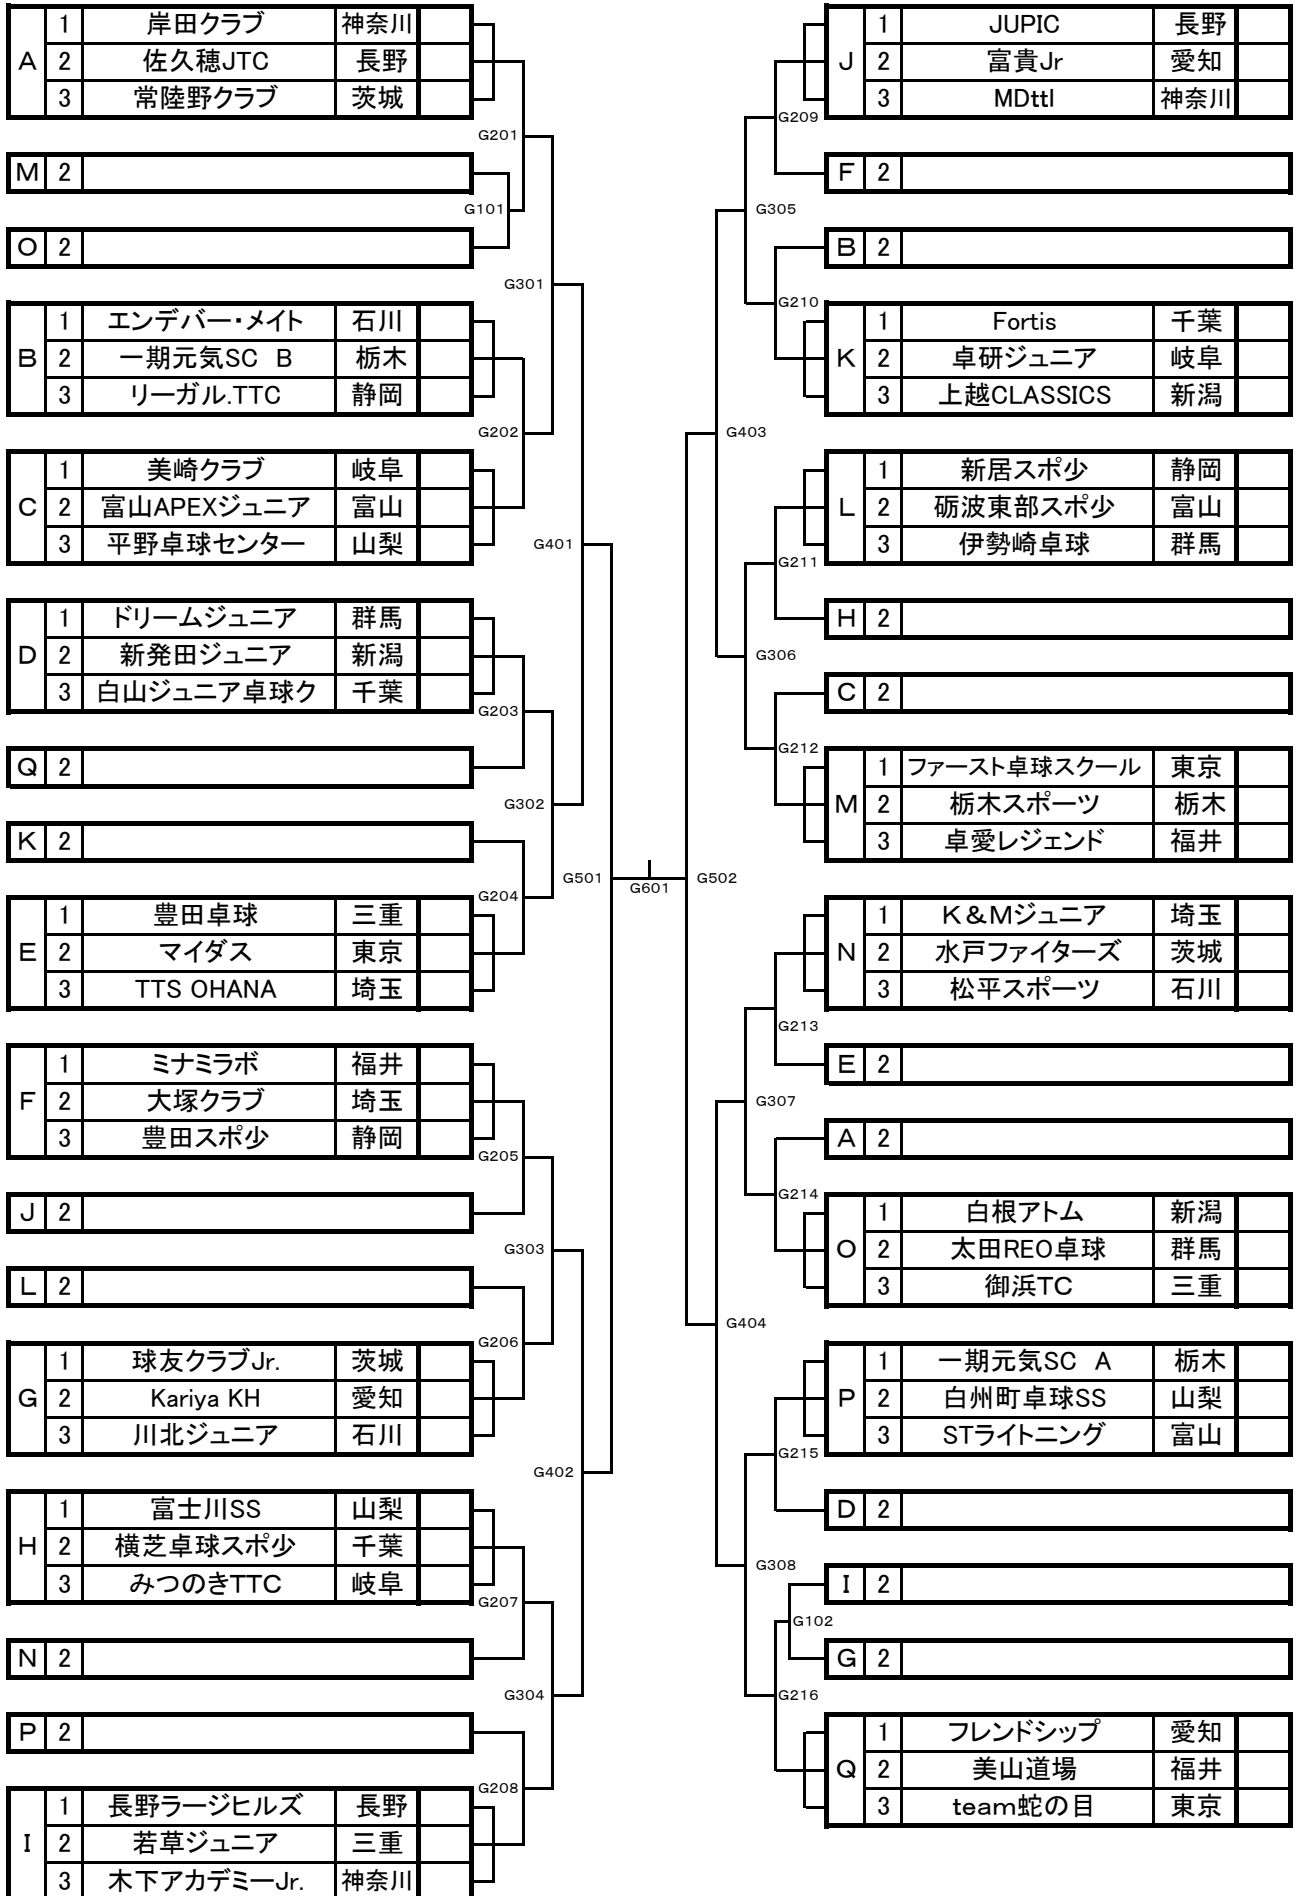 A
1 岸田クラブ 神奈川
2 佐久穂JTC 長野
3 常陸野クラブ 茨城
G201
M 2
G101
O 2
G301
B
1 エンデバー・メイト 石川
2 一期元気SC B 栃木
3 リーガル.TTC 静岡
G202
C
1 美崎クラブ 岐阜
2 富山APEXジュニア 富山
3 平野卓球センター 山梨
G401
D
1 ドリームジュニア 群馬
2 新発田ジュニア 新潟
3 白山ジュニア卓球ク 千葉
G203
Q 2
G302
K 2
G501
G204
E
1 豊田卓球 三重
2 マイダス 東京
3 TTS OHANA 埼玉
F
1 ミナミラボ 福井
2 大塚クラブ 埼玉
3 豊田スポ少 静岡
G205
J 2
G303
L 2
G206
G
1 球友クラブJr. 茨城
2 Kariya KH 愛知
3 川北ジュニア 石川
G402
H
1 富士川SS 山梨
2 横芝卓球スポ少 千葉
3 みつのきTTC 岐阜
G207
N 2
G304
P 2
G208
I
1 長野ラージヒルズ 長野
2 若草ジュニア 三重
3 木下アカデミーJr. 神奈川
G601
J
1 JUPIC 長野
2 富貴Jr 愛知
3 MDttl 神奈川
G209
F 2
G305
B 2
G210
K
1 Fortis 千葉
2 卓研ジュニア 岐阜
3 上越CLASSICS 新潟
G403
L
1 新居スポ少 静岡
2 砺波東部スポ少 富山
3 伊勢崎卓球 群馬
G211
H 2
G306
C 2
G212
M
1 ファースト卓球スクール 東京
2 栃木スポーツ 栃木
3 卓愛レジェンド 福井
G502
N
1 K&Mジュニア 埼玉
2 水戸ファイターズ 茨城
3 松平スポーツ 石川
G213
E 2
G307
A 2
G214
O
1 白根アトム 新潟
2 太田REO卓球 群馬
3 御浜TC 三重
G404
P
1 一期元気SC A 栃木
2 白州町卓球SS 山梨
3 STライトニング 富山
G215
D 2
G308
I 2
G102
G 2
G216
Q
1 フレンドシップ 愛知
2 美山道場 福井
3 team蛇の目 東京